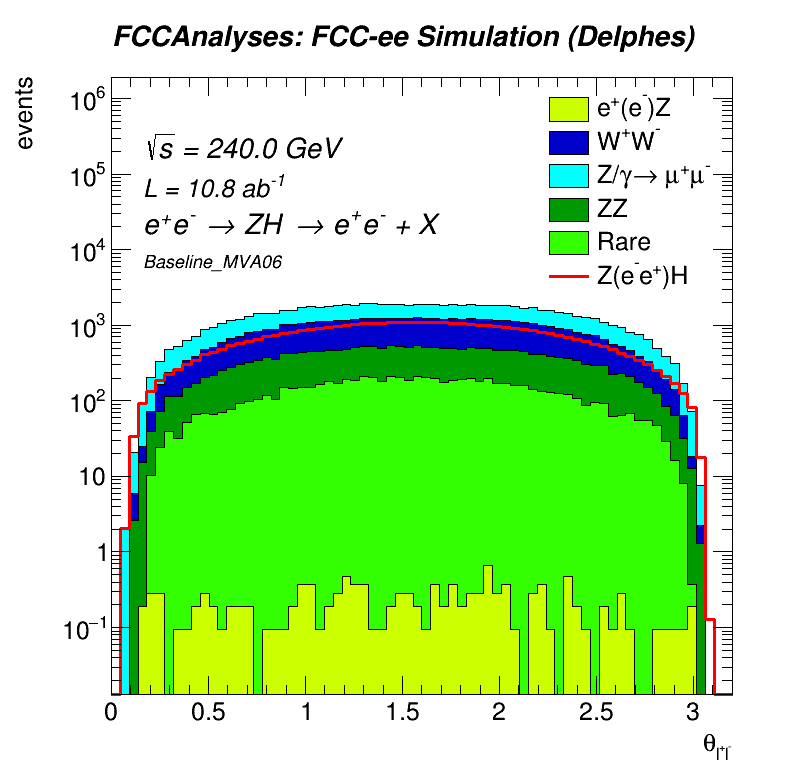 FCCAnalyses: FCC-ee Simulation (Delphes)
events
10⁶
10⁵
10⁴
10³
10²
10
1
10⁻¹
√s = 240.0 GeV
L = 10.8 ab⁻¹
e⁺e⁻ → ZH → e⁺e⁻ + X
Baseline_MVA06
e⁺(e⁻)Z
W⁺W⁻
Z/γ→ μ⁺μ⁻
ZZ
Rare
Z(e⁻e⁺)H
0 0.5 1 1.5 2 2.5 3
θ_l⁺l⁻